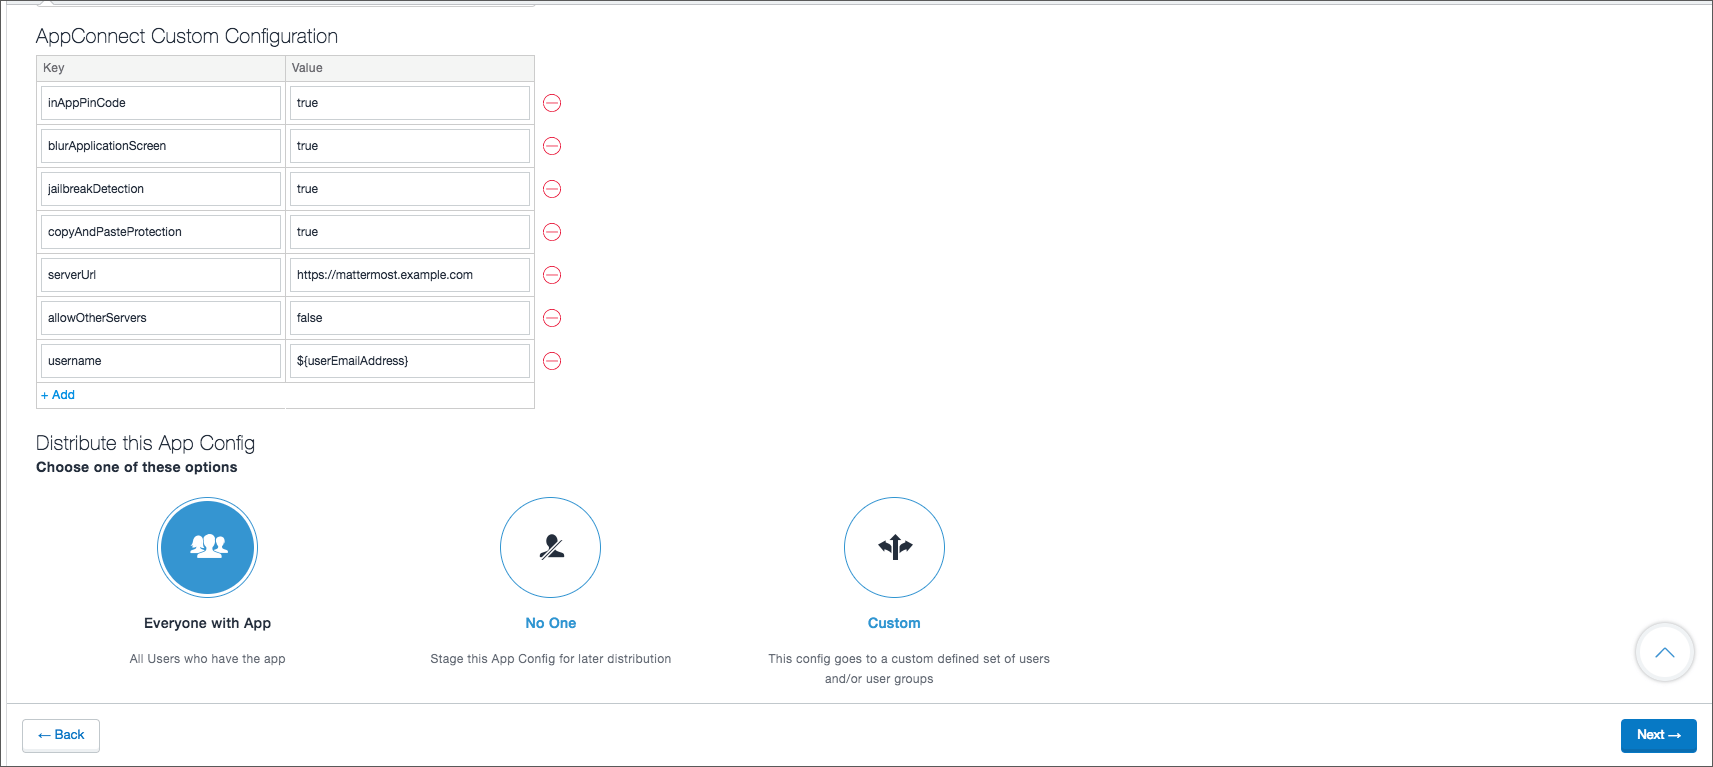 AppConnect Custom Configuration
Key Value
inAppPinCode true
blurApplicationScreen true
jailbreakDetection true
copyAndPasteProtection true
serverUrl https://mattermost.example.com
allowOtherServers false
username ${userEmailAddress}
+ Add
Distribute this App Config
Choose one of these options
Everyone with App No One Custom
All Users who have the app Stage this App Config for later distribution This config goes to a custom defined set of users
and/or user groups
← Back Next →